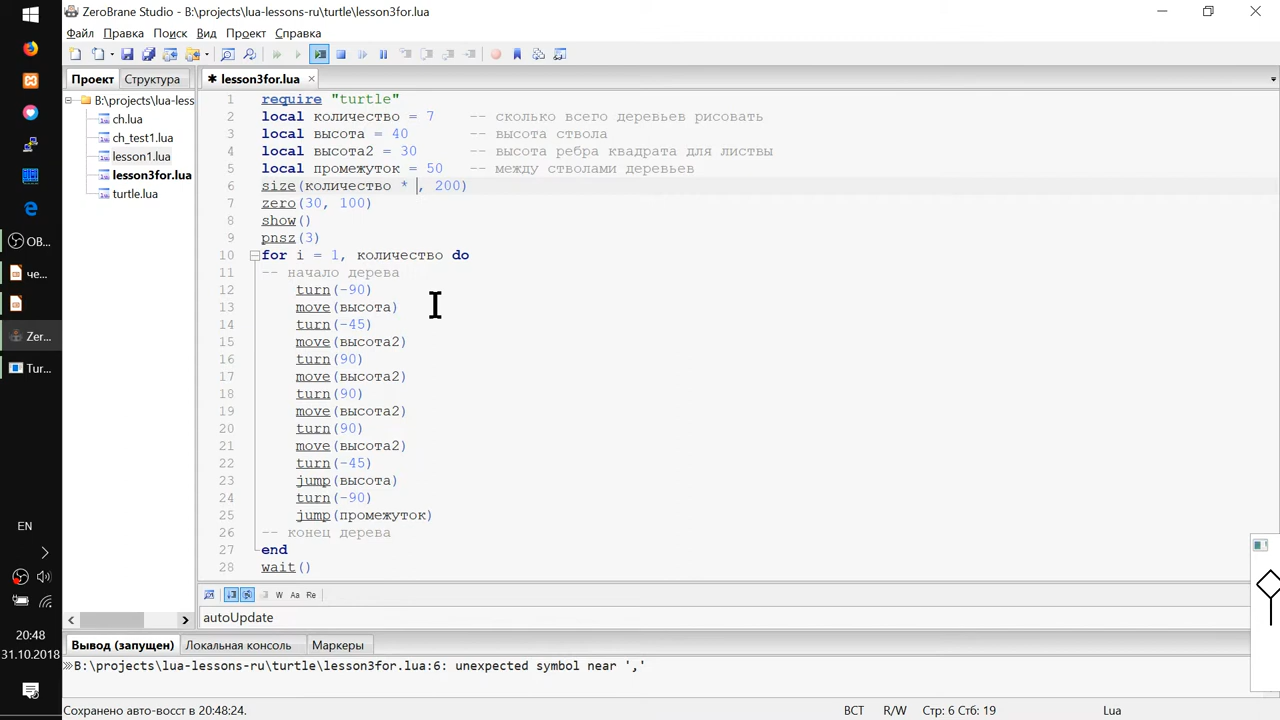 ZeroBrane Studio - B:\projects\lua-lessons-ru\turtle\lesson3for.lua
Файл Правка Поиск Вид Проект Справка
Проект Структура
lesson3for.lua
B:\projects\lua-less
ch.lua
ch_test1.lua
lesson1.lua
lesson3for.lua
turtle.lua
1 require "turtle"
2 local количество = 7 -- сколько всего деревьев рисовать
3 local высота = 40 -- высота ствола
4 local высота2 = 30 -- высота ребра квадрата для листвы
5 local промежуток = 50 -- между стволами деревьев
6 size(количество * , 200)
7 zero(30, 100)
8 show()
9 pnsz(3)
10 for i = 1, количество do
11 -- начало дерева
12 turn(-90)
13 move(высота)
14 turn(-45)
15 move(высота2)
16 turn(90)
17 move(высота2)
18 turn(90)
19 move(высота2)
20 turn(90)
21 move(высота2)
22 turn(-45)
23 jump(высота)
24 turn(-90)
25 jump(промежуток)
26 -- конец дерева
27 end
28 wait()
W Aa Re
autoUpdate
Вывод (запущен) Локальная консоль Маркеры
B:\projects\lua-lessons-ru\turtle\lesson3for.lua:6: unexpected symbol near ','
Сохранено авто-восст в 20:48:24. ВСТ R/W Стр: 6 Стб: 19 Lua
OB...
че...
Zer...
Tur...
EN
20:48
31.10.2018